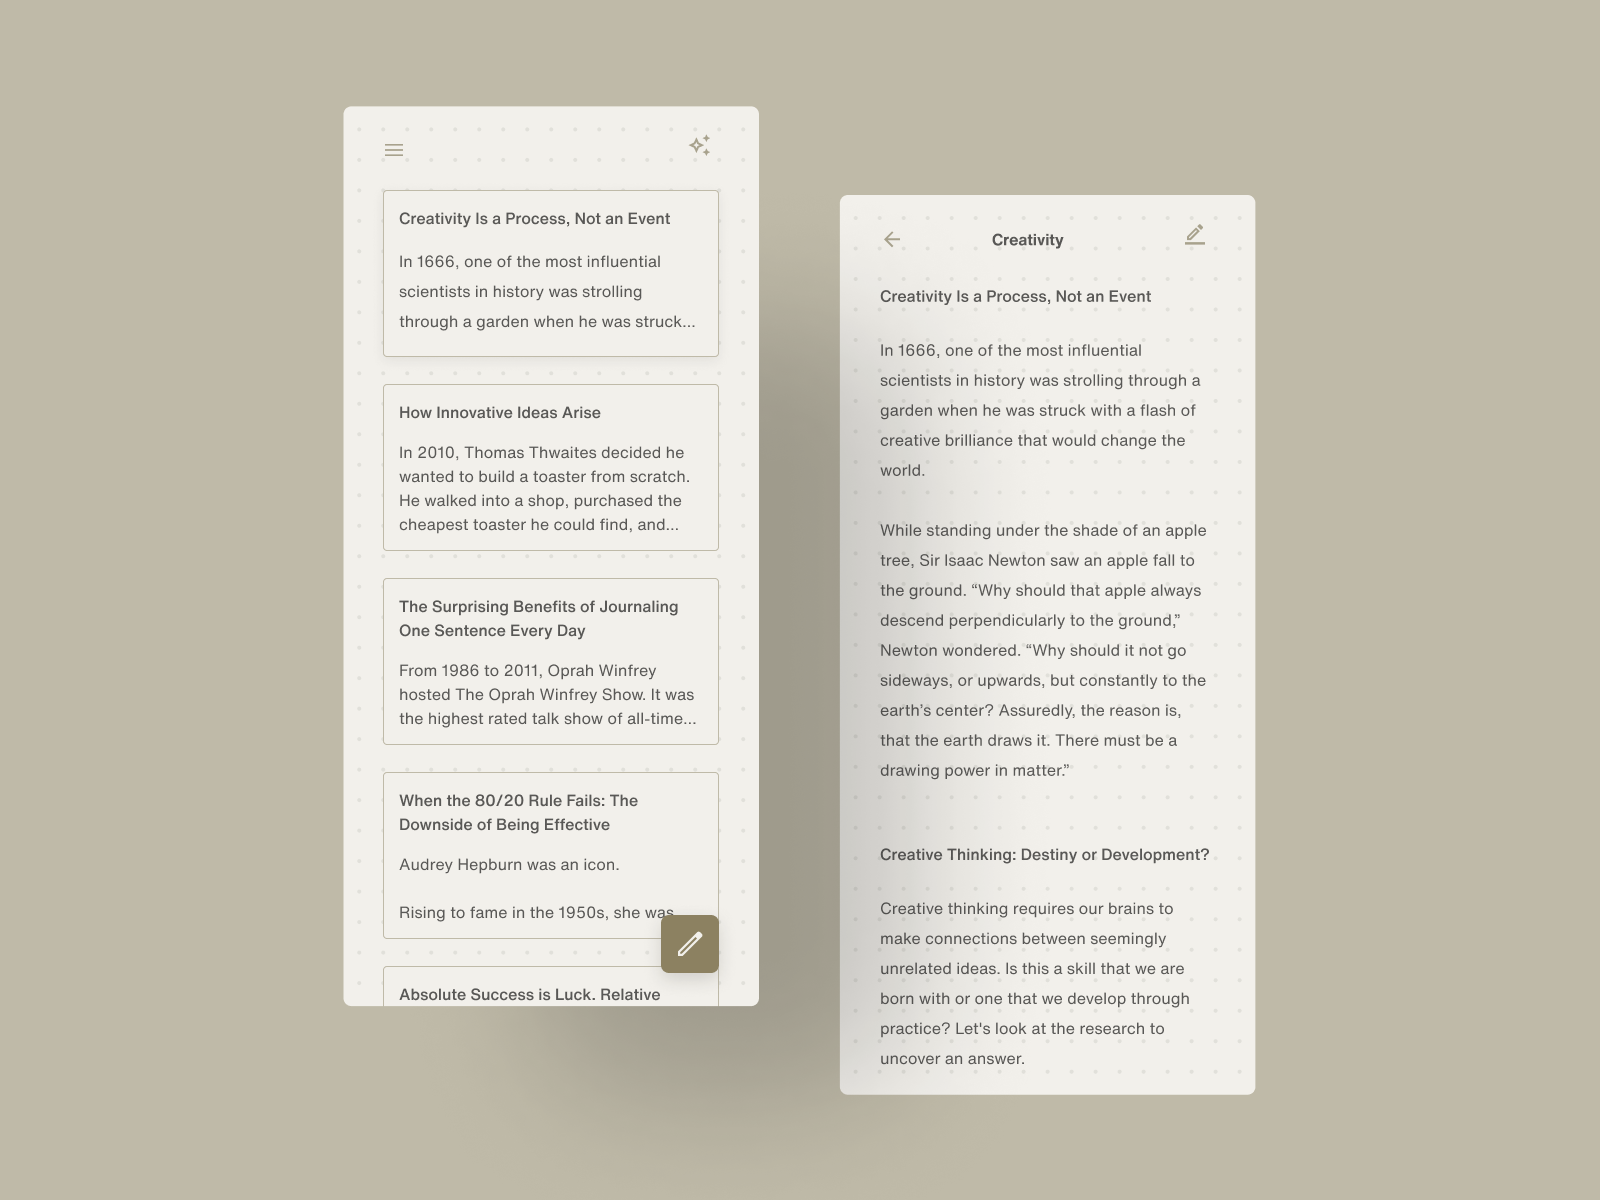 Creativity Is a Process, Not an Event
In 1666, one of the most influential
scientists in history was strolling
through a garden when he was struck...
How Innovative Ideas Arise
In 2010, Thomas Thwaites decided he
wanted to build a toaster from scratch.
He walked into a shop, purchased the
cheapest toaster he could find, and...
The Surprising Benefits of Journaling
One Sentence Every Day
From 1986 to 2011, Oprah Winfrey
hosted The Oprah Winfrey Show. It was
the highest rated talk show of all-time...
When the 80/20 Rule Fails: The
Downside of Being Effective
Audrey Hepburn was an icon.
Rising to fame in the 1950s, she was
Absolute Success is Luck. Relative
Creativity
Creativity Is a Process, Not an Event
In 1666, one of the most influential
scientists in history was strolling through a
garden when he was struck with a flash of
creative brilliance that would change the
world.
While standing under the shade of an apple
tree, Sir Isaac Newton saw an apple fall to
the ground. “Why should that apple always
descend perpendicularly to the ground,”
Newton wondered. “Why should it not go
sideways, or upwards, but constantly to the
earth’s center? Assuredly, the reason is,
that the earth draws it. There must be a
drawing power in matter.”
Creative Thinking: Destiny or Development?
Creative thinking requires our brains to
make connections between seemingly
unrelated ideas. Is this a skill that we are
born with or one that we develop through
practice? Let's look at the research to
uncover an answer.